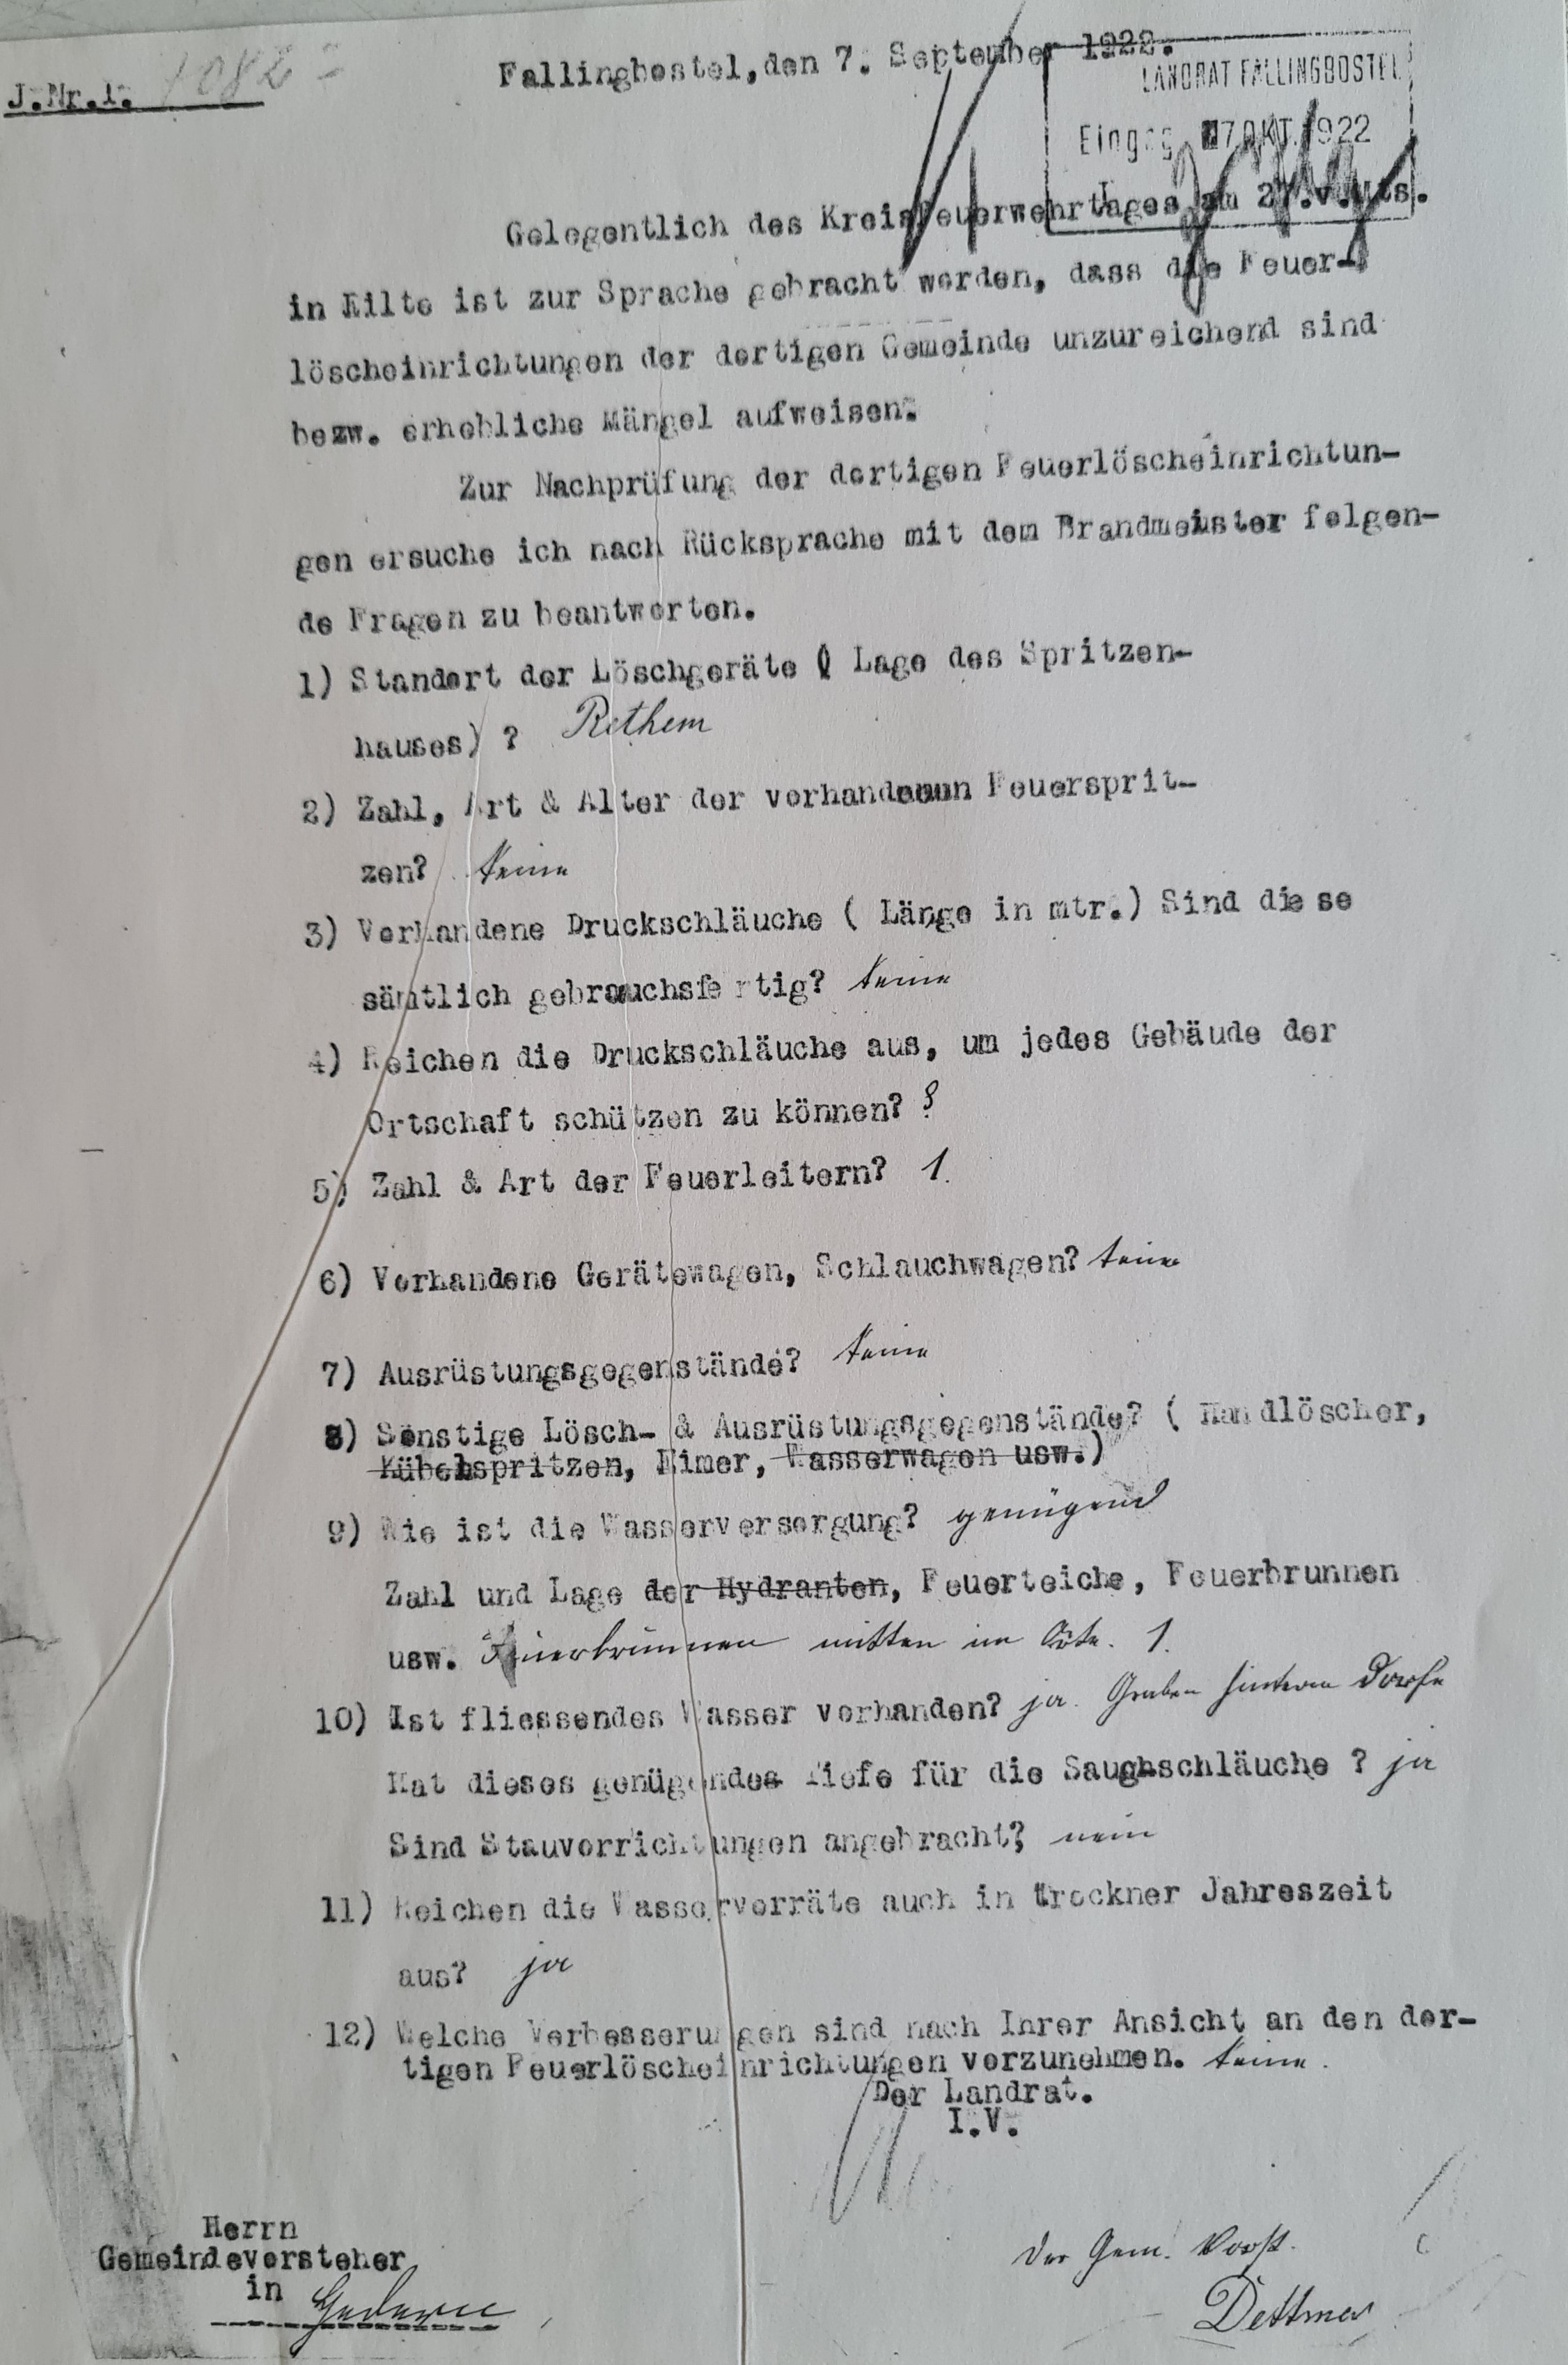 J.Nr.I. 1082
Fallingbostel,den 7. September 1922.
LANDRAT FALLINGBOSTEL
Eingeg. 7.OKT.1922
Gelegentlich des Kreisfeuerwehrtages am 27.v.Mts.
in Eilte ist zur Sprache gebracht worden, dass die Feuer-
löscheinrichtungen der dortigen Gemeinde unzureichend sind
bezw. erhebliche Mängel aufweisen.
Zur Nachprüfung der dortigen Feuerlöscheinrichtun-
gen ersuche ich nach Rücksprache mit dem Brandmeister folgen-
de Fragen zu beantworten.
1) Standort der Löschgeräte ( Lage des Spritzen-
hauses) ? Rethem
2) Zahl, Art & Alter der vorhandenen Feuersprit-
zen? keine
3) Vorhandene Druckschläuche ( Länge in mtr.) Sind diese
sämtlich gebrauchsfertig? keine
4) Reichen die Druckschläuche aus, um jedes Gebäude der
Ortschaft schützen zu können? ?
5) Zahl & Art der Feuerleitern? 1.
6) Vorhandene Gerätewagen, Schlauchwagen? keine
7) Ausrüstungsgegenstände? keine
8) Sonstige Lösch- & Ausrüstungsgegenstände? ( Handlöscher,
Kübelspritzen, Eimer, Wasserwagen usw.)
9) Wie ist die Wasserversorgung? genügend
Zahl und Lage der Hydranten, Feuerteiche, Feuerbrunnen
usw. Feuerbrunnen mitten im Orte. 1.
10) Ist fliessendes Wasser vorhanden? ja. Graben hinterm Dorfe
Hat dieses genügende Tiefe für die Saugschläuche ? ja
Sind Stauvorrichtungen angebracht? nein
11) Reichen die Wasservorräte auch in trockner Jahreszeit
aus? ja
12) Welche Verbesserungen sind nach Ihrer Ansicht an den dor-
tigen Feuerlöscheinrichtungen vorzunehmen. keine.
Der Landrat.
I.V.
Herrn
Gemeindevorsteher
in
Der Gem. Vorst.
Dettmer